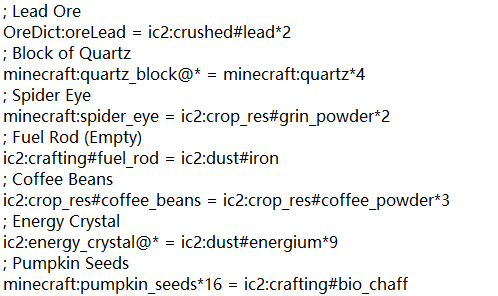 ; Lead Ore
OreDict:oreLead = ic2:crushed#lead*2
; Block of Quartz
minecraft:quartz_block@* = minecraft:quartz*4
; Spider Eye
minecraft:spider_eye = ic2:crop_res#grin_powder*2
; Fuel Rod (Empty)
ic2:crafting#fuel_rod = ic2:dust#iron
; Coffee Beans
ic2:crop_res#coffee_beans = ic2:crop_res#coffee_powder*3
; Energy Crystal
ic2:energy_crystal@* = ic2:dust#energium*9
; Pumpkin Seeds
minecraft:pumpkin_seeds*16 = ic2:crafting#bio_chaff